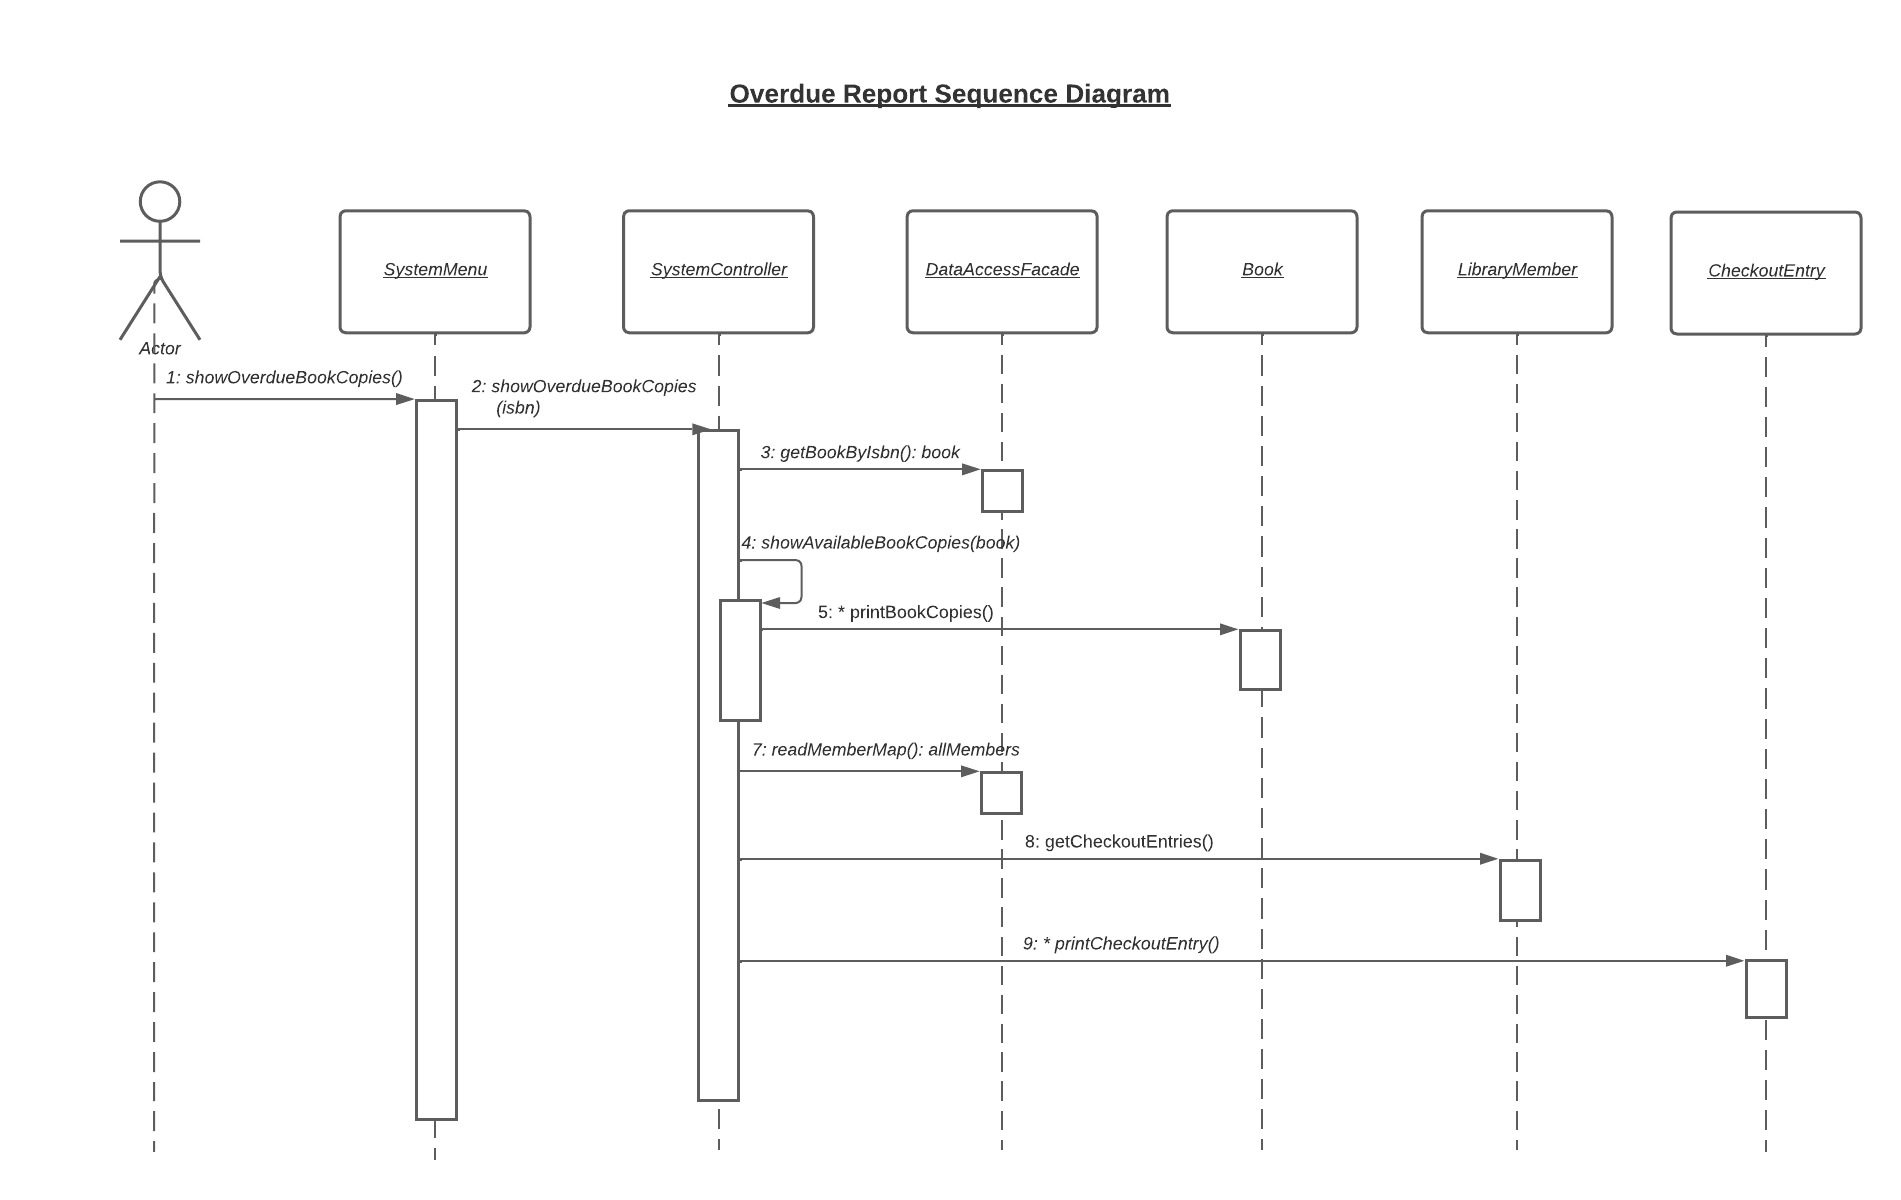 Overdue Report Sequence Diagram
SystemMenu
SystemController
DataAccessFacade
Book
LibraryMember
CheckoutEntry
Actor
1: showOverdueBookCopies()
2: showOverdueBookCopies
(isbn)
3: getBookByIsbn(): book
4: showAvailableBookCopies(book)
5: * printBookCopies()
7: readMemberMap(): allMembers
8: getCheckoutEntries()
9: * printCheckoutEntry()